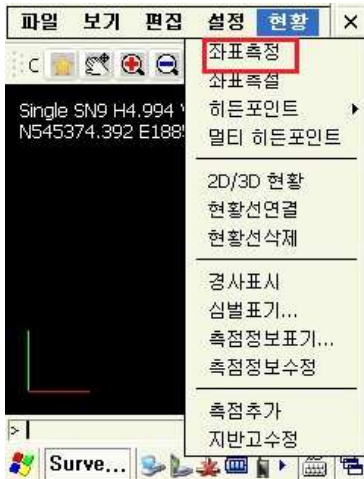 파일 보기 편집 설정 현황 ×
C
Single SN9 H4.994
N545374.392 E188
좌표측정
좌표측설
히든포인트
멀티 히든포인트
2D/3D 현황
현황선연결
현황선삭제
경사표시
심벌표기...
측점정보표기...
측점정보수정
측점추가
지반고수정
>
Surve...